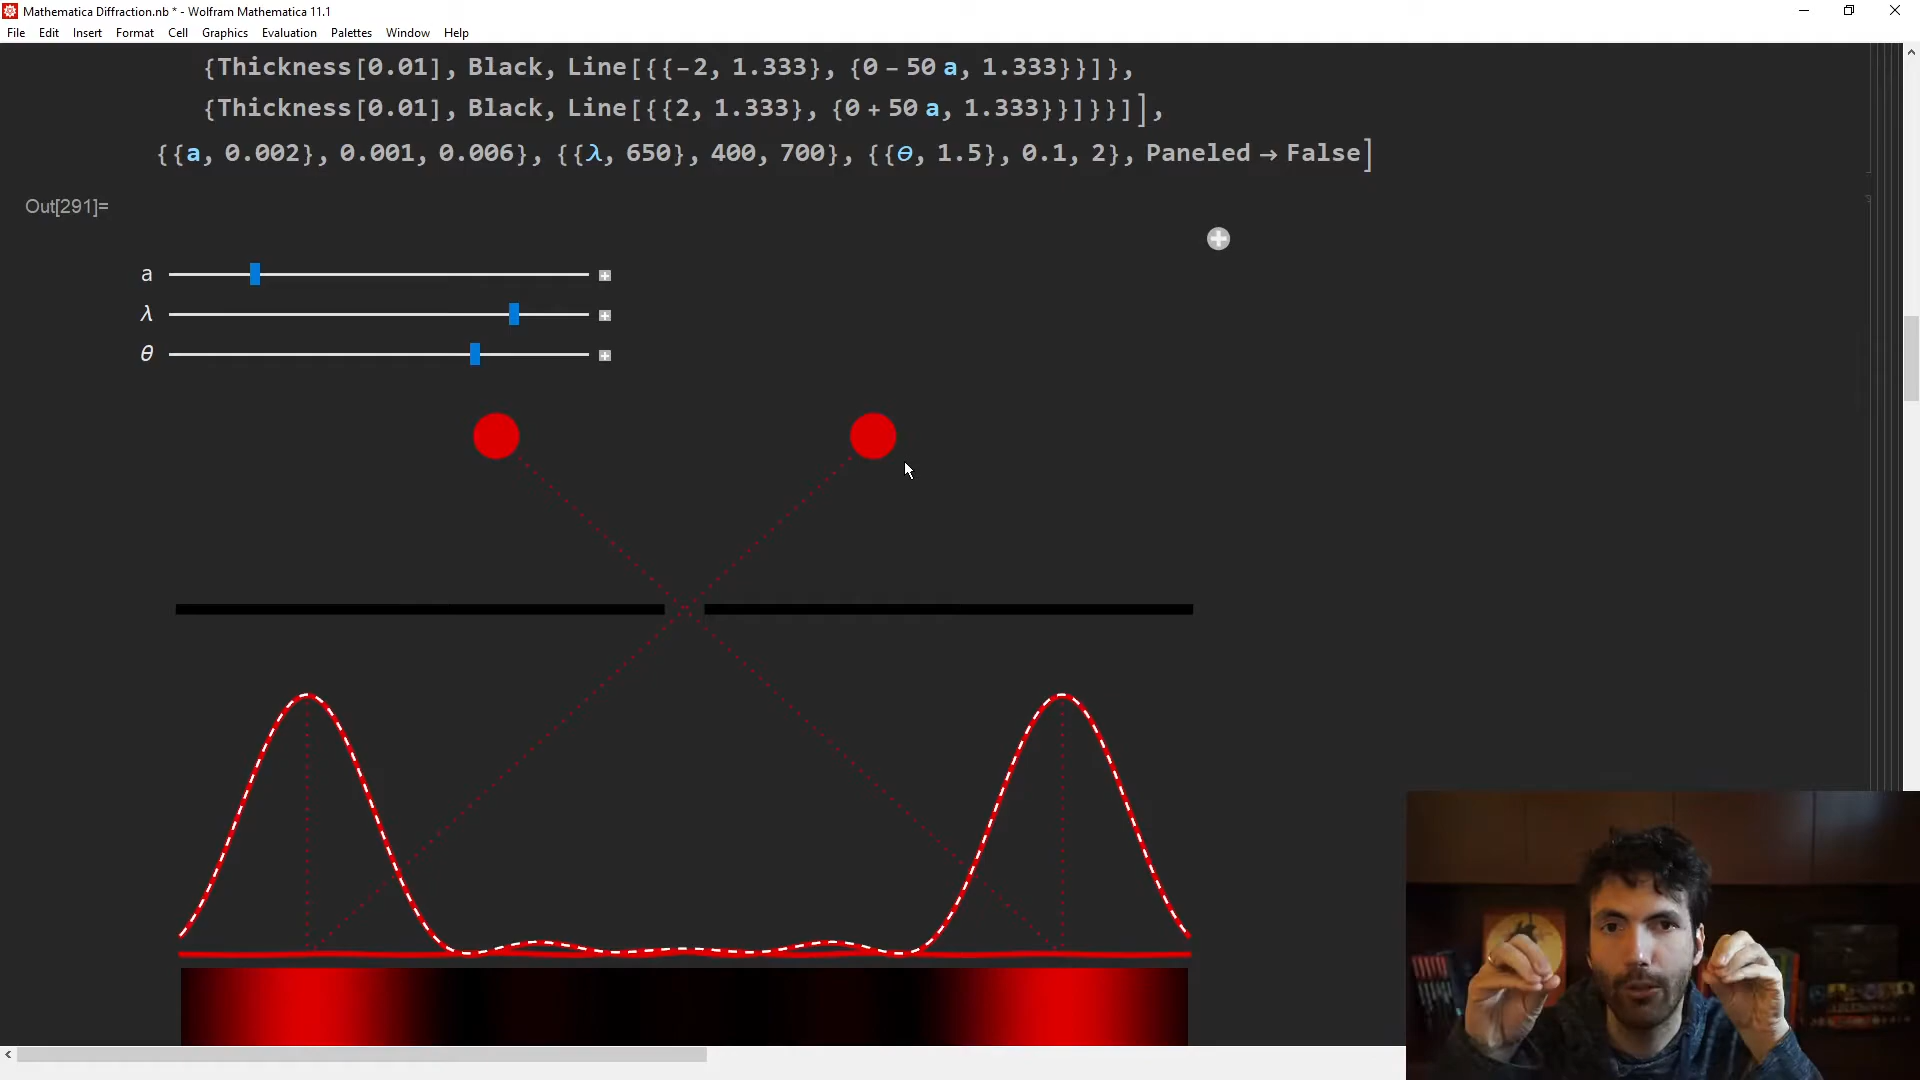 Mathematica Diffraction.nb * - Wolfram Mathematica 11.1
File Edit Insert Format Cell Graphics Evaluation Palettes Window Help
{Thickness[0.01], Black, Line[{{-2, 1.333}, {0 - 50 a, 1.333}}]},
{Thickness[0.01], Black, Line[{{2, 1.333}, {0 + 50 a, 1.333}}]}}]],
{{a, 0.002}, 0.001, 0.006}, {{λ, 650}, 400, 700}, {{θ, 1.5}, 0.1, 2}, Paneled → False]
Out[291]=
a
λ
θ